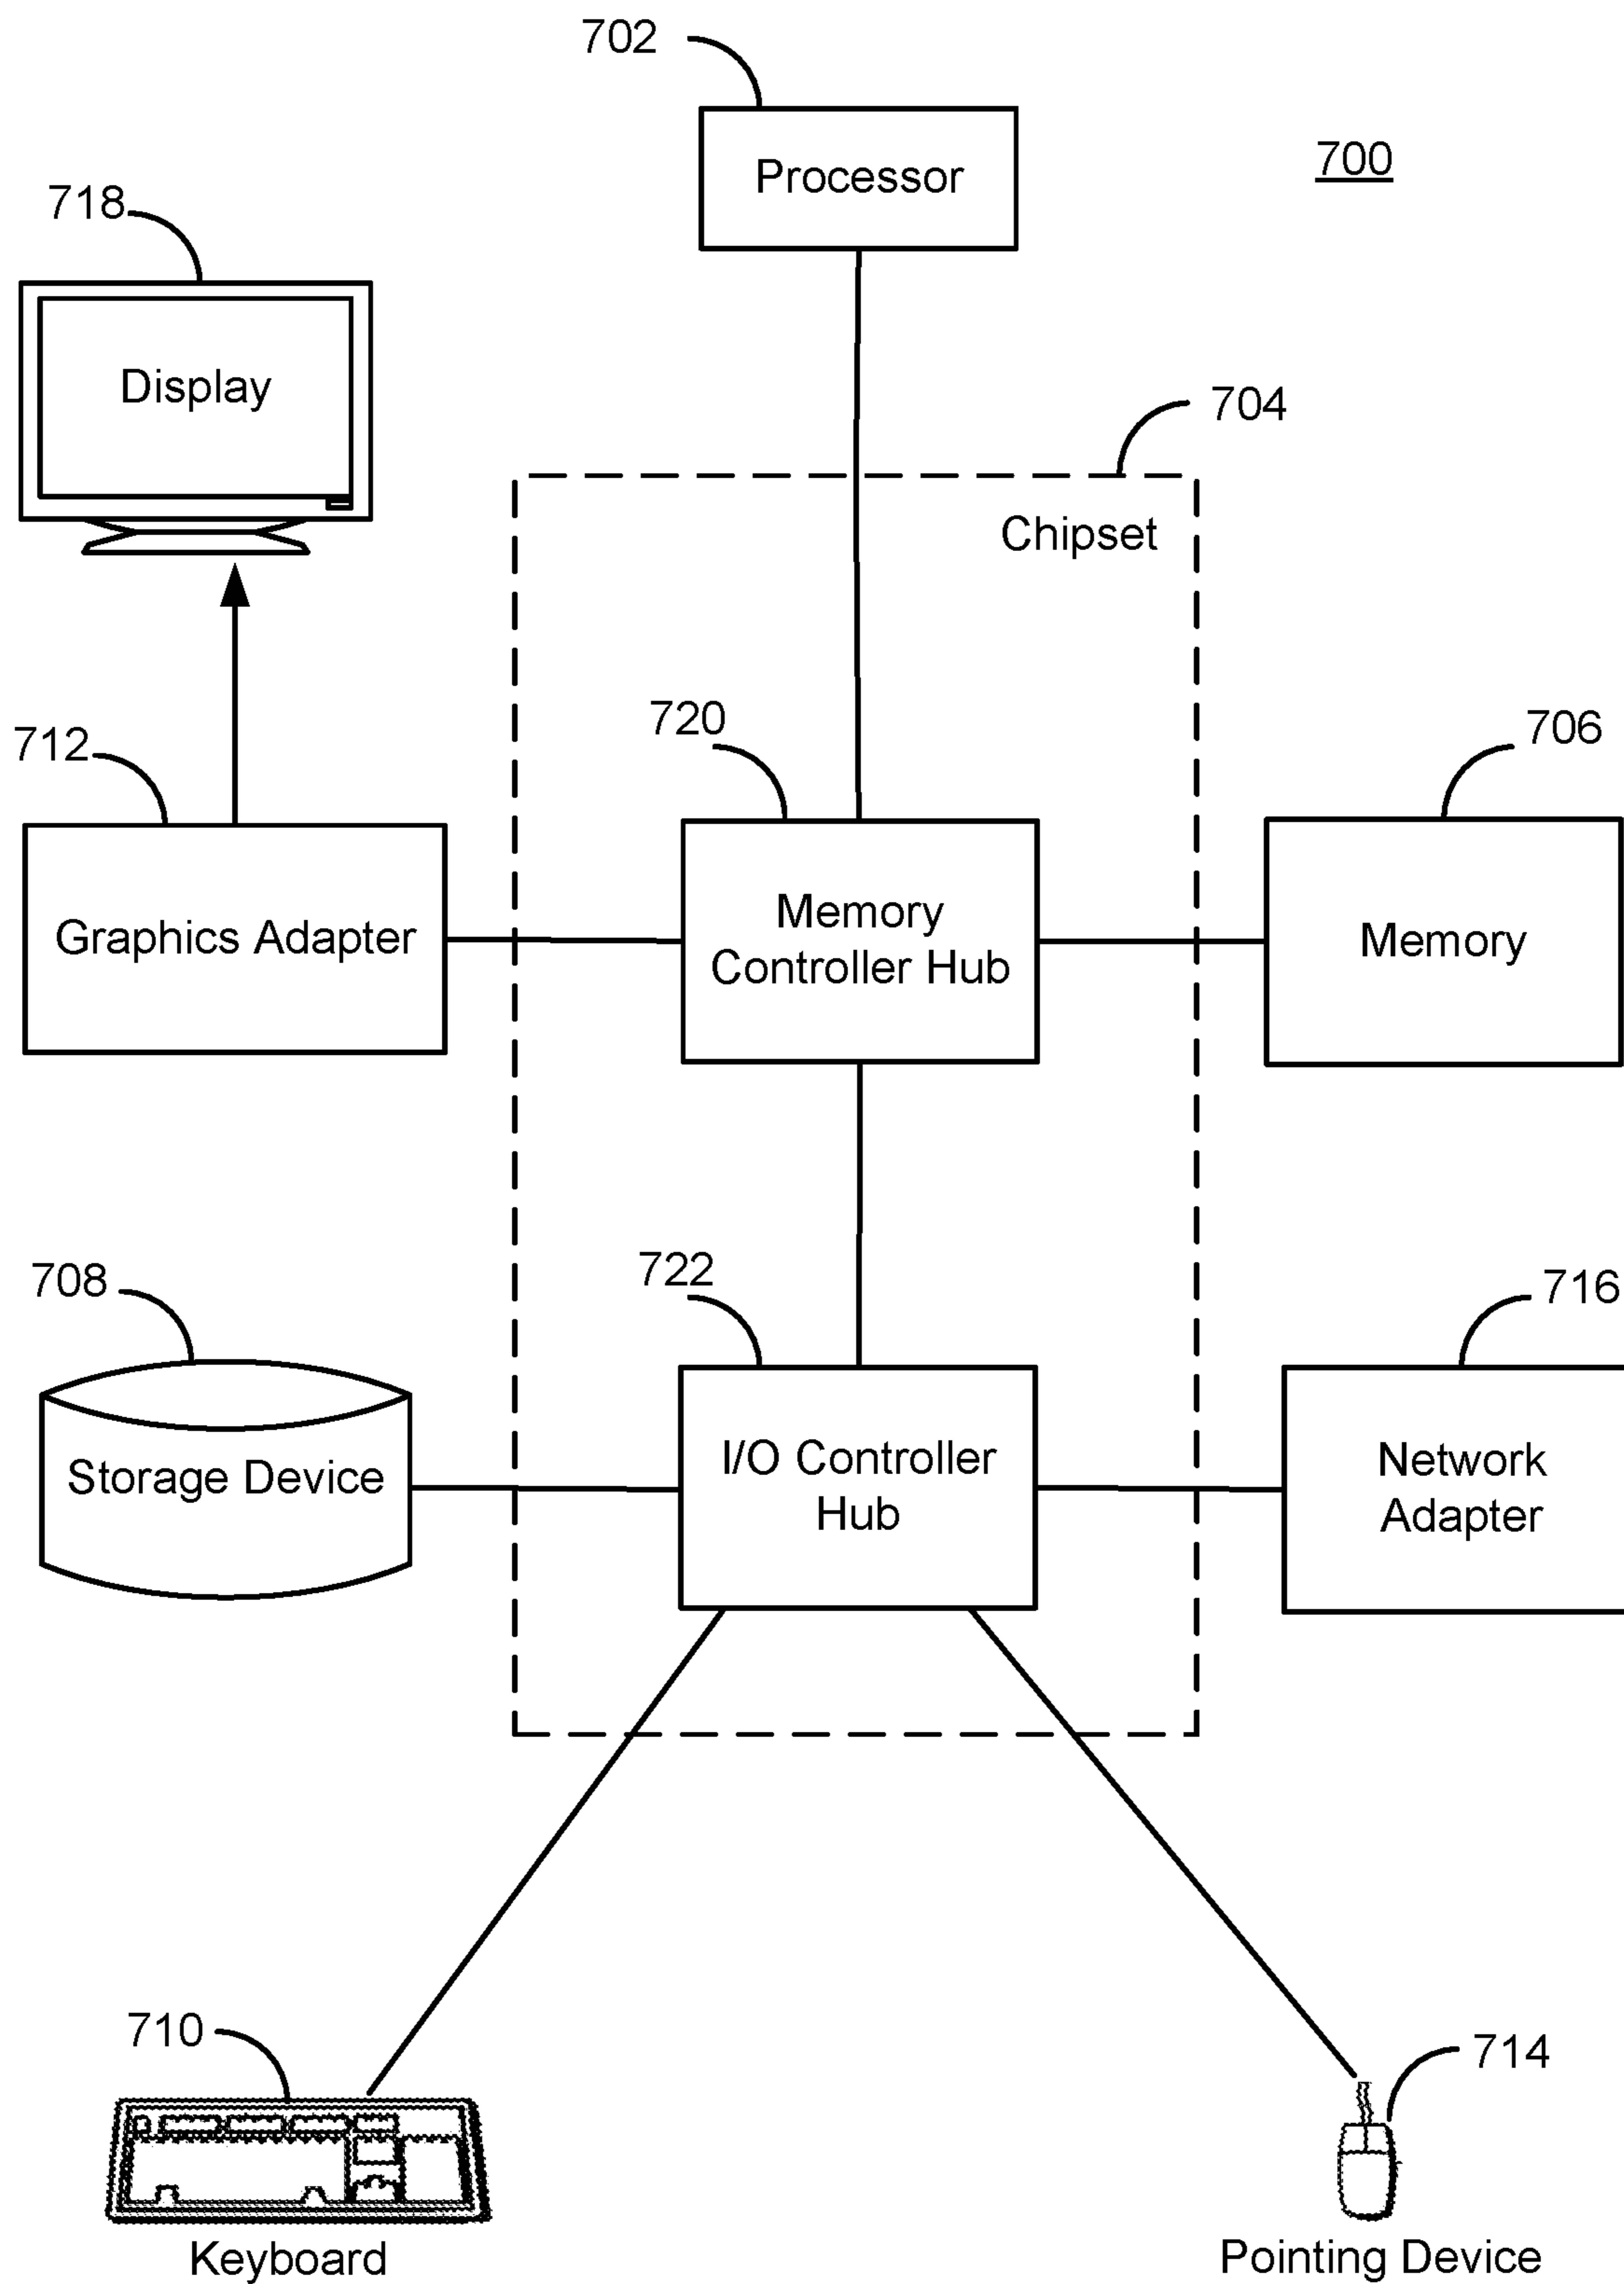 702
Processor
700
718
Display
704
Chipset
720
706
712
Memory
Controller Hub
Graphics Adapter
Memory
708
722
716
Storage Device
I/O Controller
Hub
Network
Adapter
710
714
Keyboard
Pointing Device